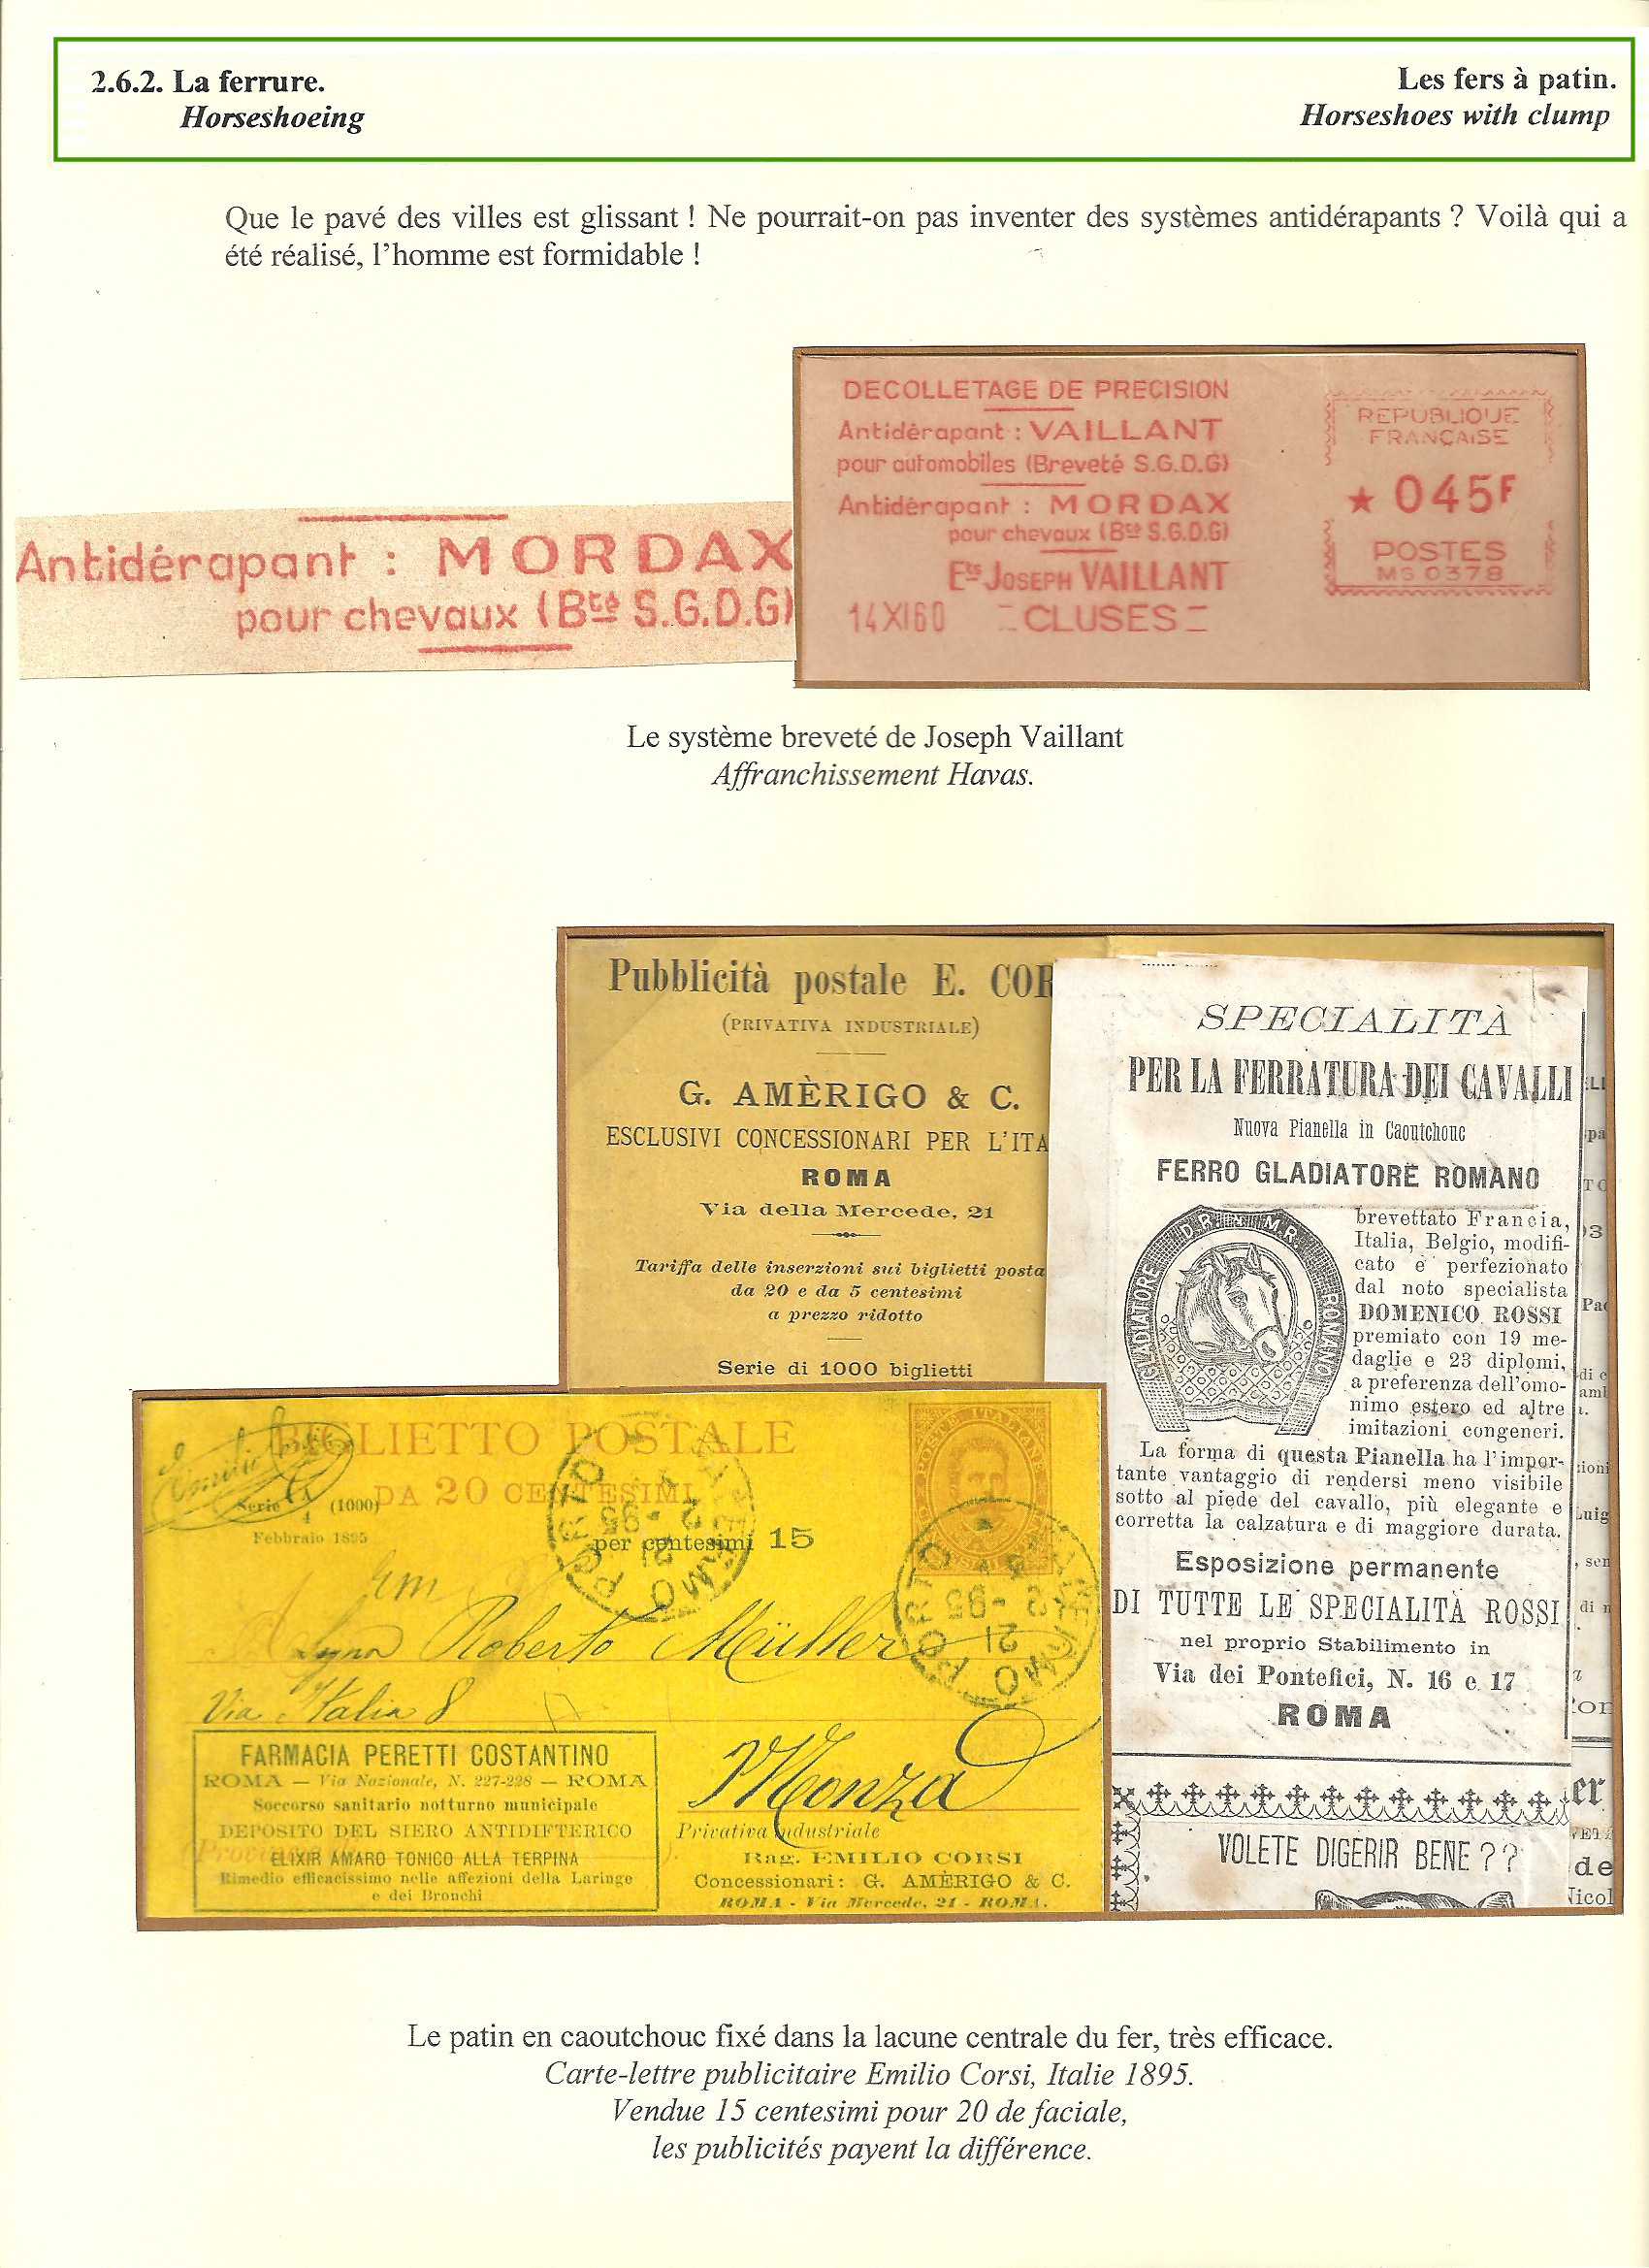 2.6.2. La ferrure.
Horseshoeing
Les fers à patin.
Horseshoes with clump
Que le pavé des villes est glissant ! Ne pourrait-on pas inventer des systèmes antidérapants ? Voilà qui a
été réalisé, l'homme est formidable !
Antidérapant : MORDAX
pour chevaux (Bté S.G.D.G)
DECOLLETAGE DE PRECISION
Antidérapant : VAILLANT
pour automobiles (Breveté S.G.D.G)
Antidérapant : MORDAX
pour chevaux (Bté S.G.D.G)
Ets JOSEPH VAILLANT
14 XI 60 CLUSES
REPUBLIQUE
FRANÇAISE
★ 045F
POSTES
MG 0378
Le système breveté de Joseph Vaillant
Affranchissement Havas.
Pubblicità postale E. COR
(PRIVATIVA INDUSTRIALE)
G. AMÈRIGO & C.
ESCLUSIVI CONCESSIONARI PER L'ITA
ROMA
Via della Mercede, 21
Tariffa delle inserzioni sui biglietti posta
da 20 e da 5 centesimi
a prezzo ridotto
Serie di 1000 biglietti
SPECIALITÀ
PER LA FERRATURA DEI CAVALLI
Nuova Pianella in Caoutchouc
FERRO GLADIATORE ROMANO
GLADIATORE D.R. M.R. ROMANO
brevettato Francia,
Italia, Belgio, modifi-
cato e perfezionato
dal noto specialista
DOMENICO ROSSI
premiato con 19 me-
daglie e 23 diplomi,
a preferenza dell'omo-
nimo estero ed altre
imitazioni congeneri.
La forma di questa Pianella ha l'impor-
tante vantaggio di rendersi meno visibile
sotto al piede del cavallo, più elegante e
corretta la calzatura e di maggiore durata.
Esposizione permanente
DI TUTTE LE SPECIALITÀ ROSSI
nel proprio Stabilimento in
Via dei Pontefici, N. 16 e 17
ROMA
VOLETE DIGERIR BENE ??
BIGLIETTO POSTALE
DA 20 CENTESIMI
Emilio Corsi
Serie (1000)
Febbraio 1895
per centesimi 15
POSTE ITALIANE
Roberto Müller
Via Italia 8
Monza
FARMACIA PERETTI COSTANTINO
ROMA — Via Nazionale, N. 227-228 — ROMA
Soccorso sanitario notturno municipale
DEPOSITO DEL SIERO ANTIDIFTERICO
ELIXIR AMARO TONICO ALLA TERPINA
Rimedio efficacissimo nelle affezioni della Laringe
e dei Bronchi
Privativa Industriale
Rag. EMILIO CORSI
Concessionari: G. AMÈRIGO & C.
ROMA - Via Mercede, 21 - ROMA.
Le patin en caoutchouc fixé dans la lacune centrale du fer, très efficace.
Carte-lettre publicitaire Emilio Corsi, Italie 1895.
Vendue 15 centesimi pour 20 de faciale,
les publicités payent la différence.